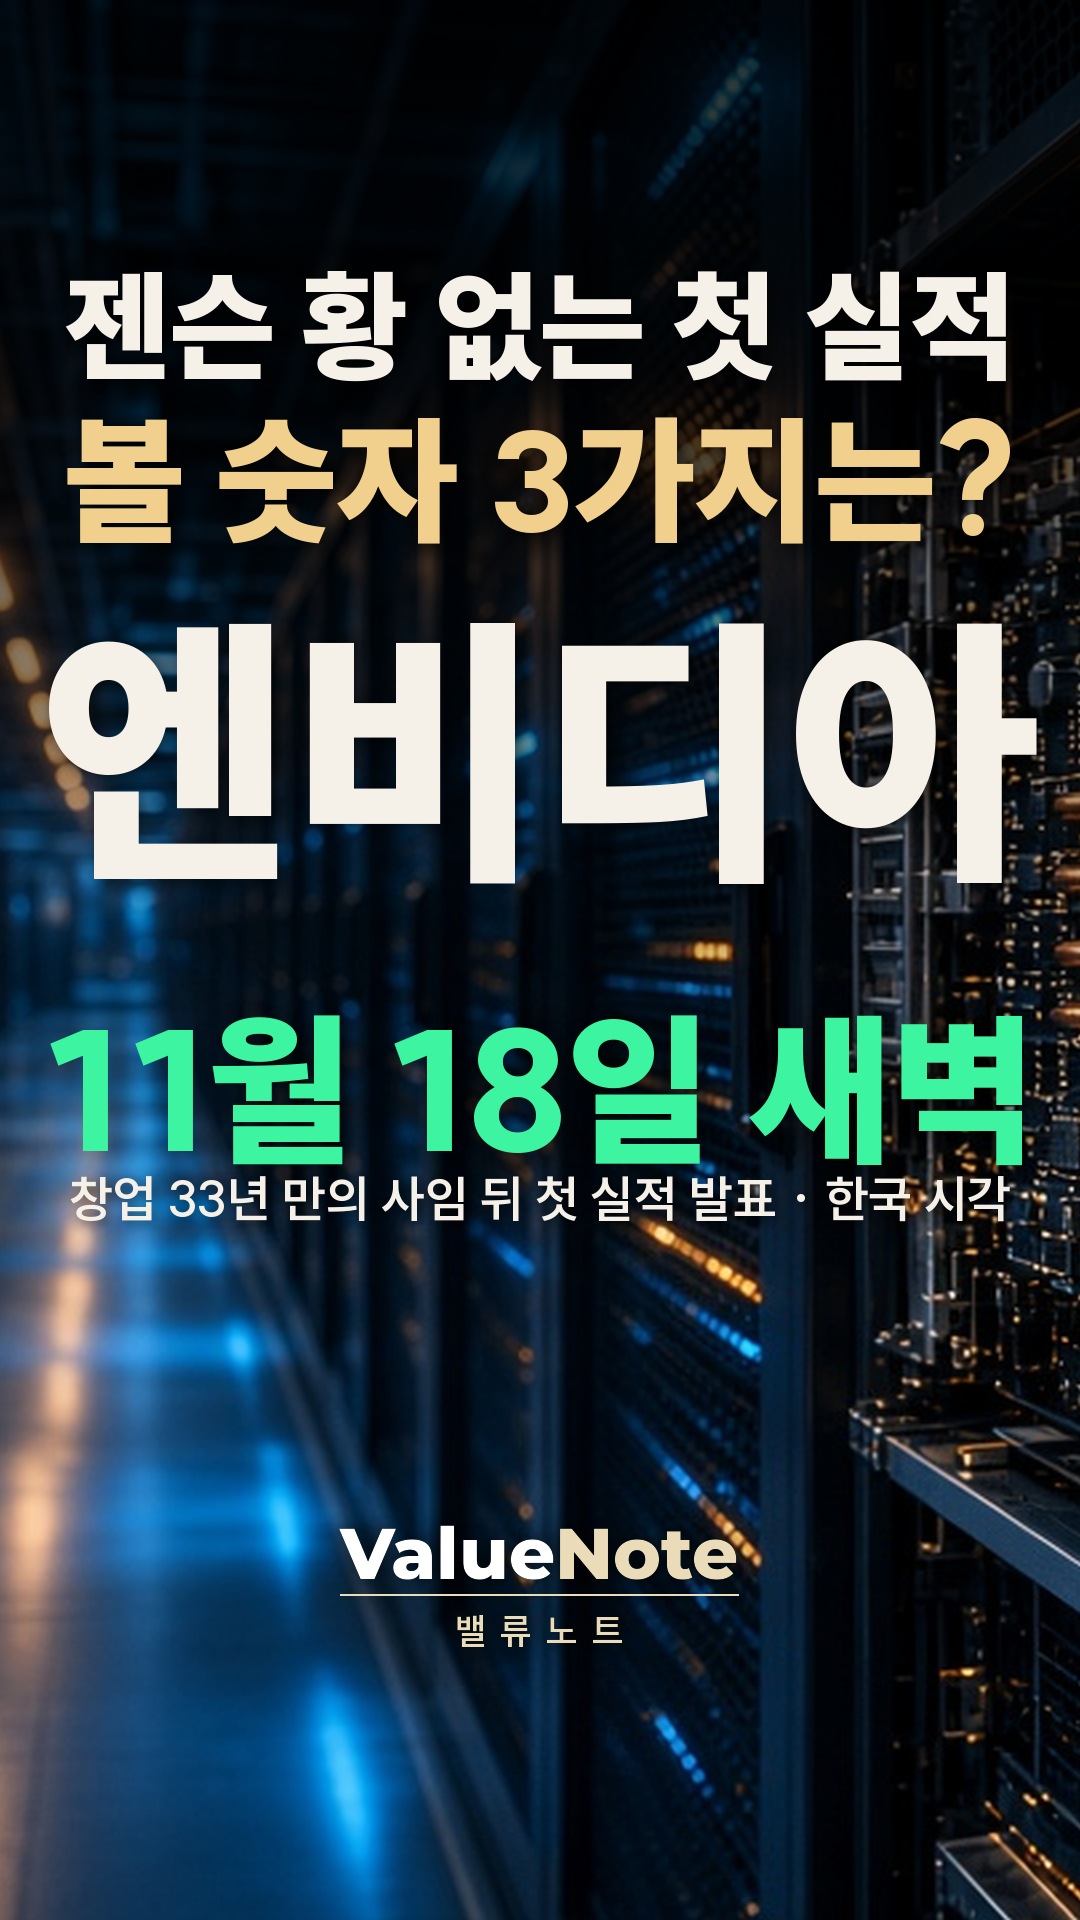 젠슨 황 없는 첫 실적
볼 숫자 3가지는?
엔비디아
11월 18일 새벽
창업 33년 만의 사임 뒤 첫 실적 발표 · 한국 시각
ValueNote
밸류노트